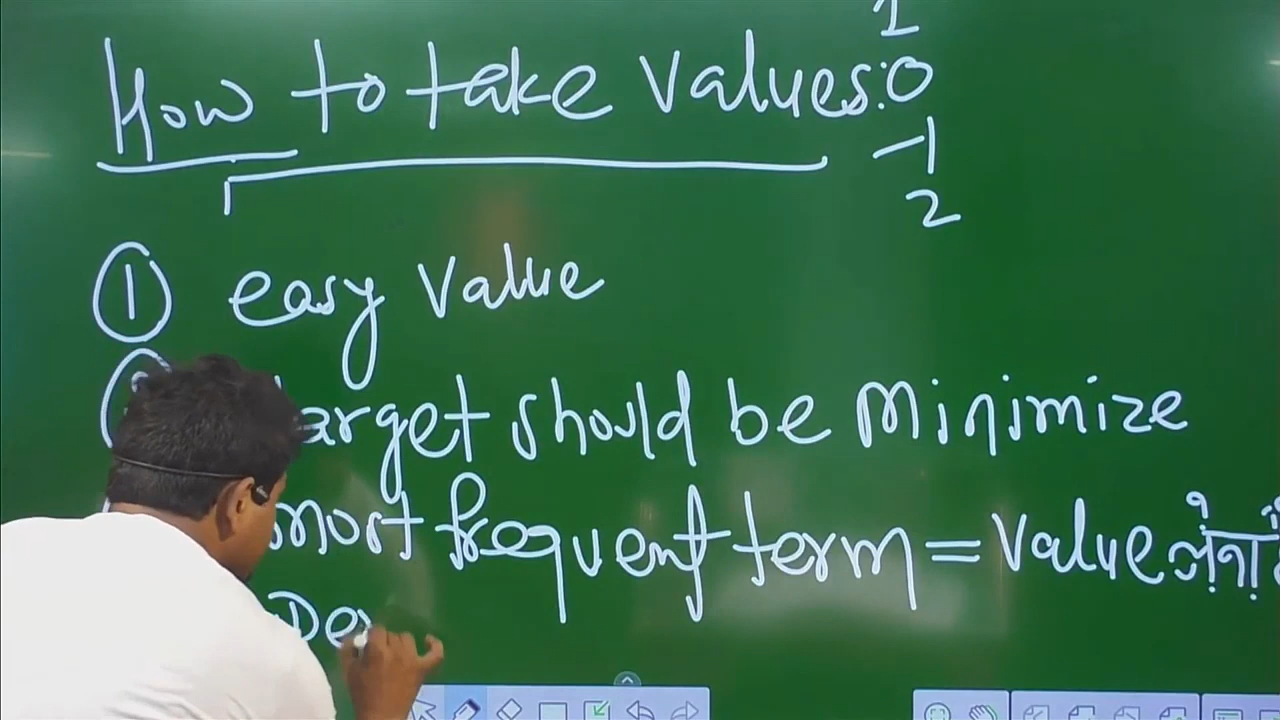 How to take values: 1
0
-1
2
① easy value
target should be minimize
most frequent term = value
De